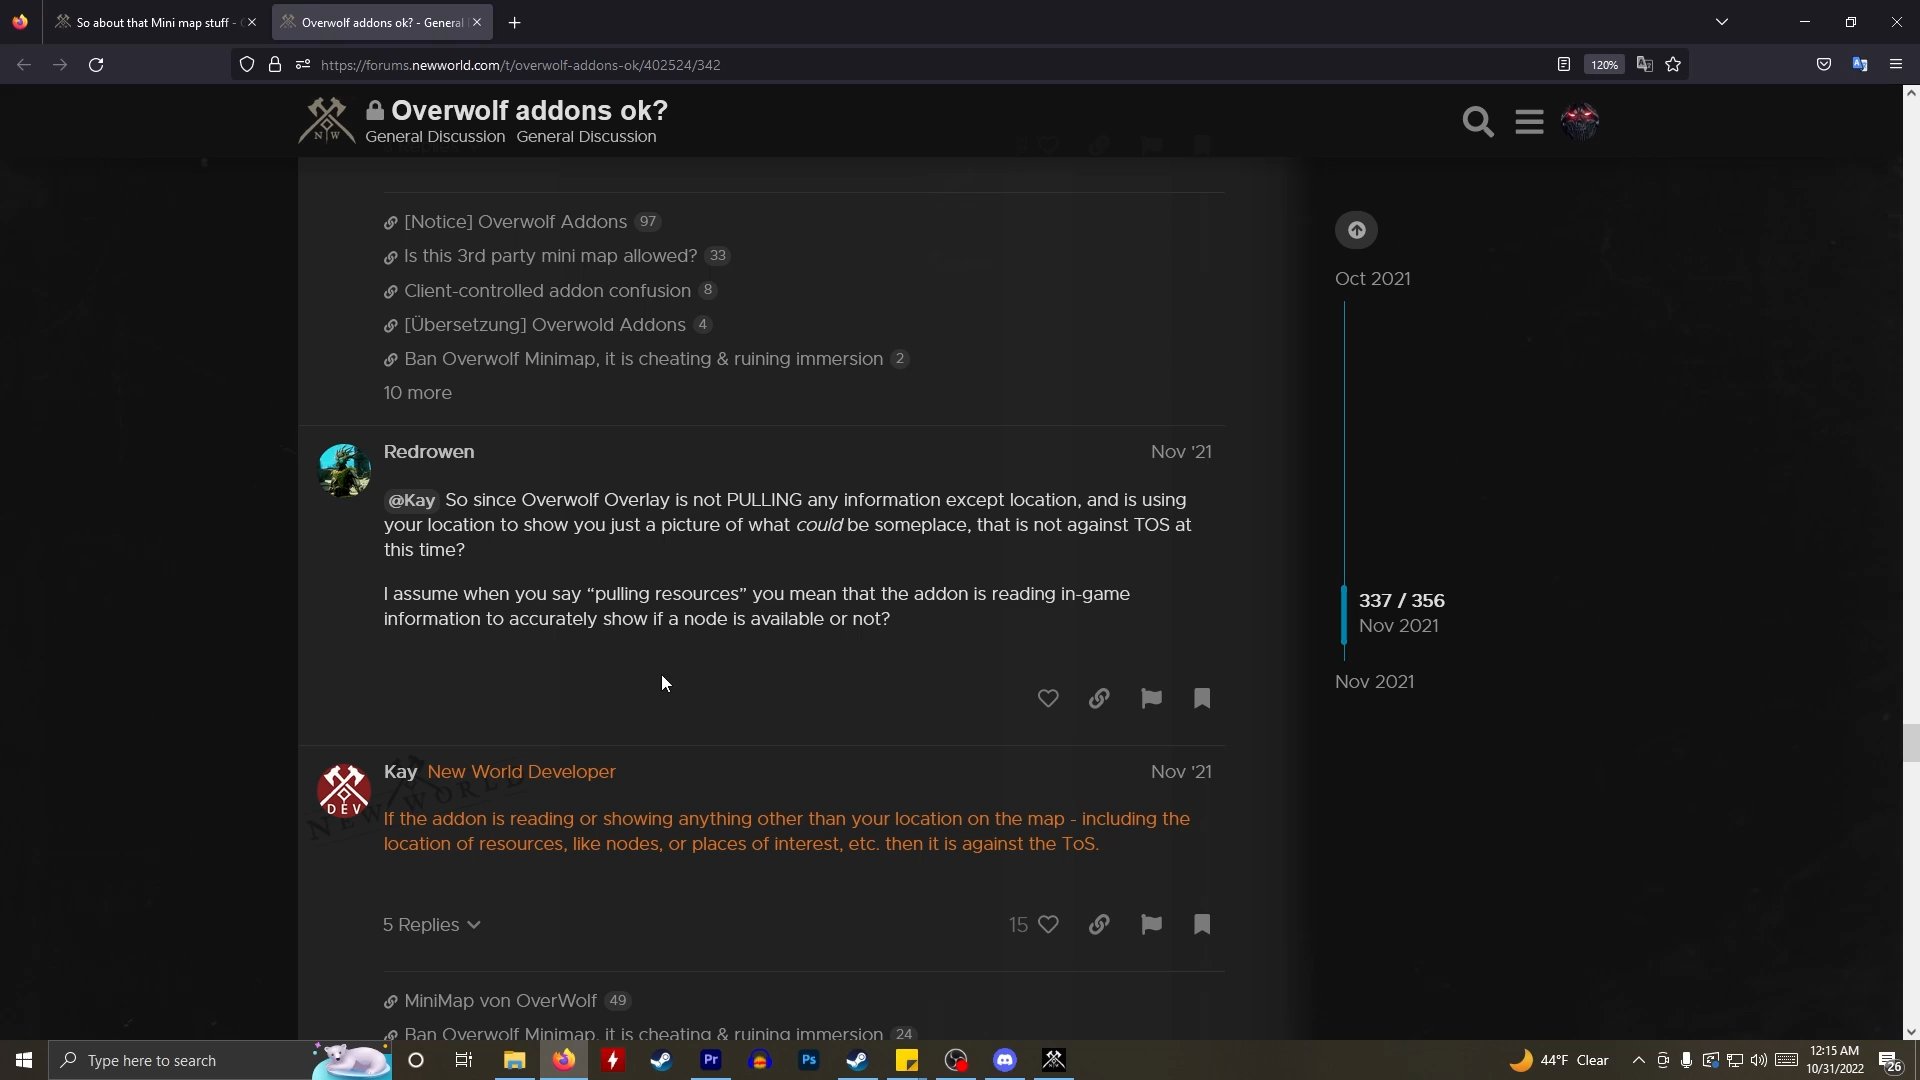 So about that Mini map stuff -
Overwolf addons ok? - General
https://forums.newworld.com/t/overwolf-addons-ok/402524/342
120%
N W
Overwolf addons ok?
General Discussion General Discussion
[Notice] Overwolf Addons 97
Is this 3rd party mini map allowed? 33
Client-controlled addon confusion 8
[Übersetzung] Overwold Addons 4
Ban Overwolf Minimap, it is cheating & ruining immersion 2
10 more
Oct 2021
337 / 356
Nov 2021
Nov 2021
Redrowen Nov '21
@Kay So since Overwolf Overlay is not PULLING any information except location, and is using
your location to show you just a picture of what could be someplace, that is not against TOS at
this time?
I assume when you say “pulling resources” you mean that the addon is reading in-game
information to accurately show if a node is available or not?
Kay New World Developer Nov '21
DEV
NEW WORLD
If the addon is reading or showing anything other than your location on the map - including the
location of resources, like nodes, or places of interest, etc. then it is against the ToS.
5 Replies 15
MiniMap von OverWolf 49
Ban Overwolf Minimap, it is cheating & ruining immersion 24
Type here to search
Pr
Ps
44°F Clear
12:15 AM
10/31/2022
26